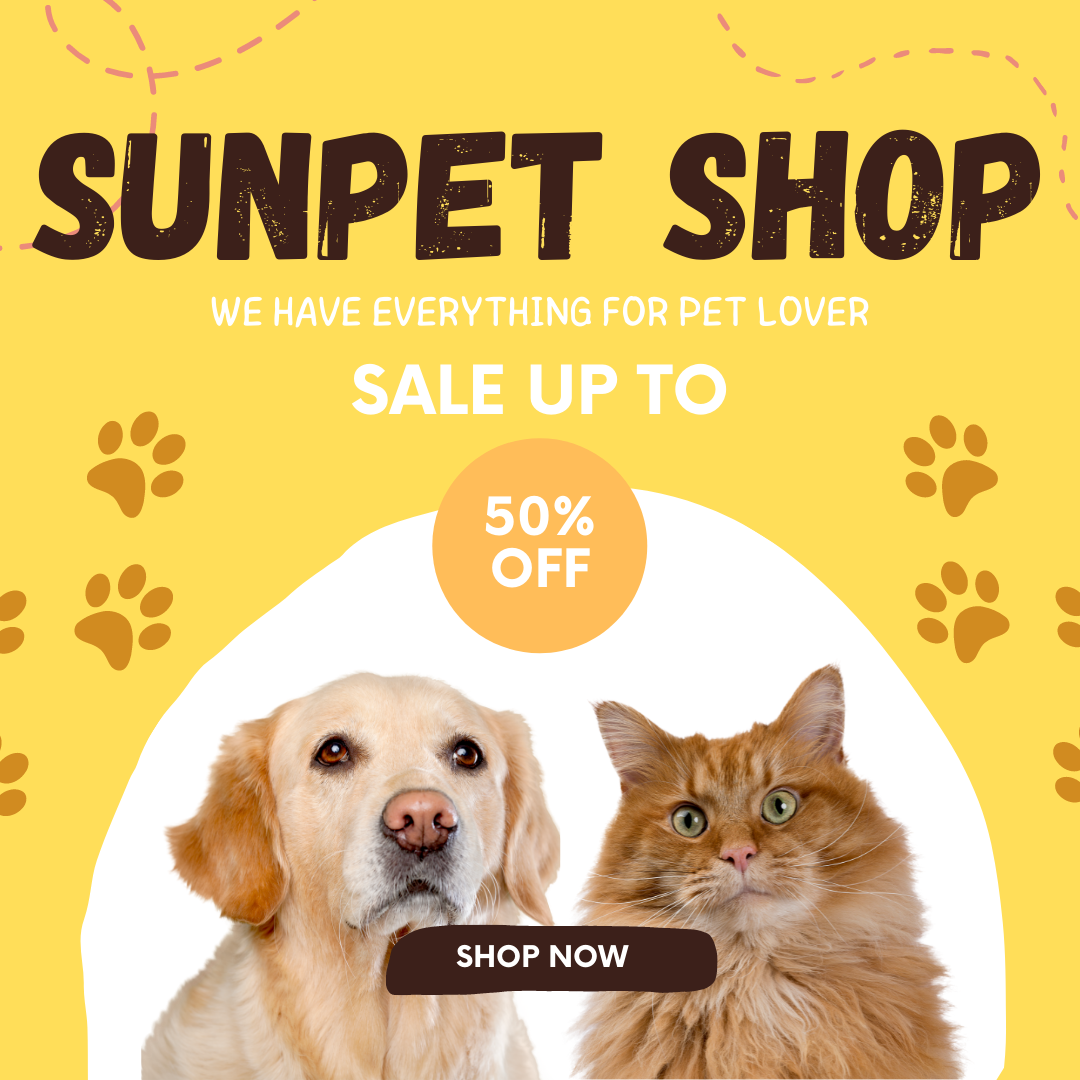 SUNPET SHOP
WE HAVE EVERYTHING FOR PET LOVER
SALE UP TO
50%
OFF
SHOP NOW